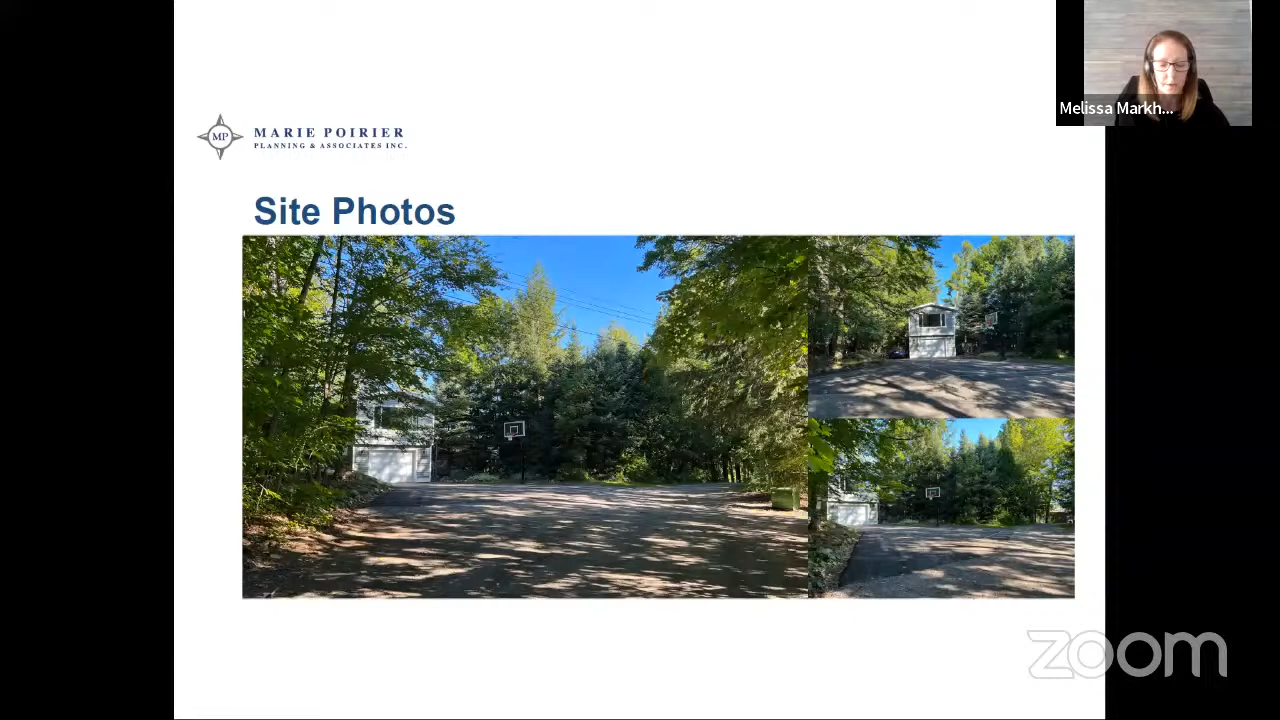 Melissa Markh...
MP
MARIE POIRIER
PLANNING & ASSOCIATES INC.
Site Photos
zoom